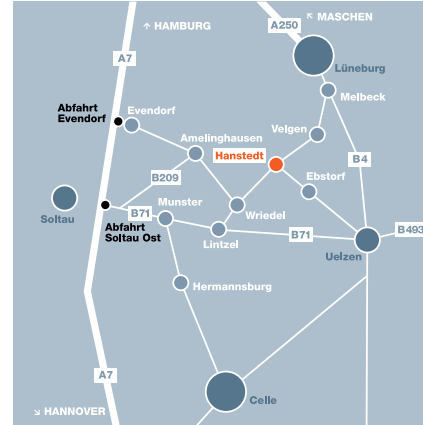 ↖ MASCHEN
↑ HAMBURG
A250
A7
Lüneburg
Melbeck
Abfahrt
Evendorf
Evendorf
Velgen
Amelinghausen
Hanstedt
B4
Ebstorf
B209
Soltau
Munster
B71
Wriedel
Abfahrt
Soltau Ost
Lintzel
B71
B493
Uelzen
Hermannsburg
A7
Celle
↘ HANNOVER